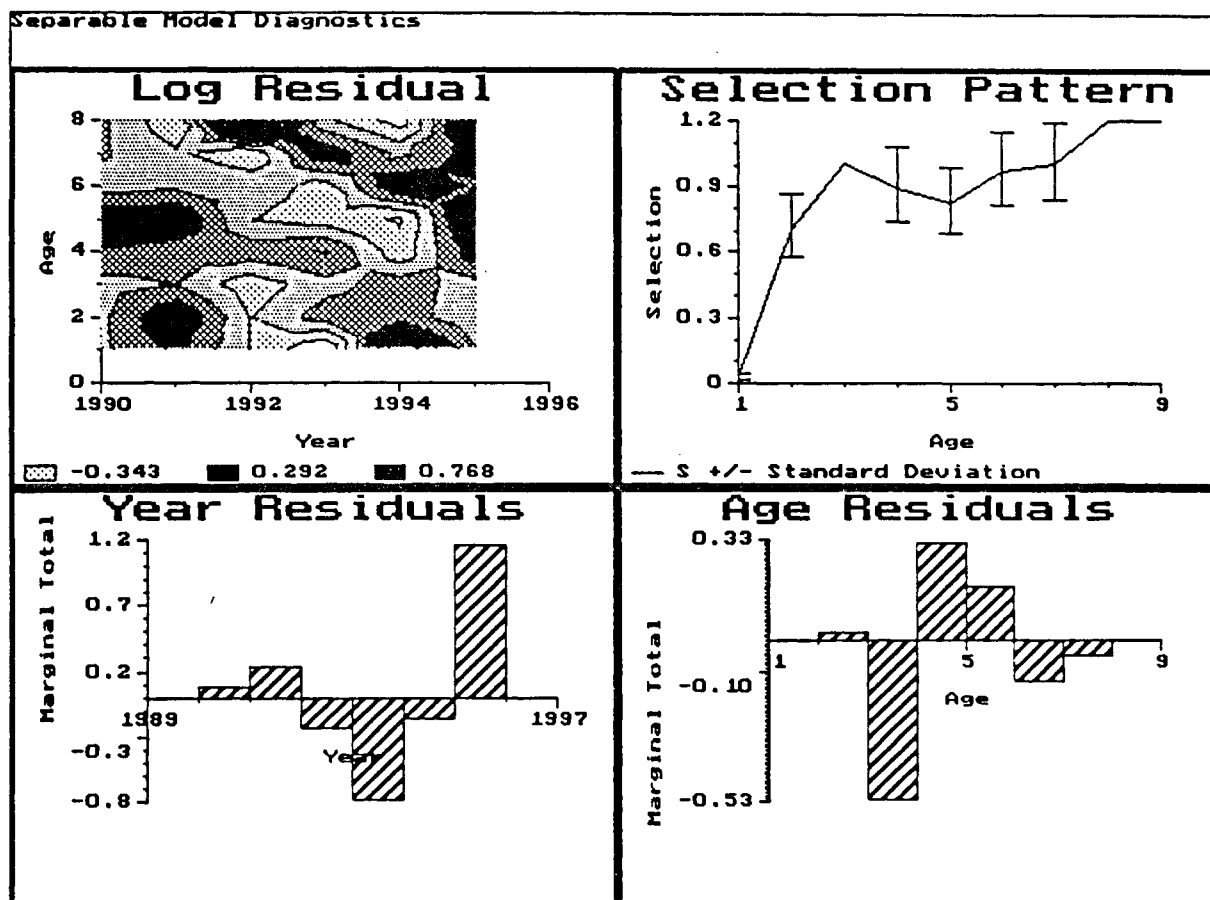 Separable Model Diagnostics
Log Residual
8
6
4
2
0
Age
1990 1992 1994 1996
Year
-0.343 0.292 0.768
Selection Pattern
1.2
0.9
0.6
0.3
0
Selection
1 5 9
Age
S +/- Standard Deviation
Year Residuals
1.2
0.7
0.2
-0.3
-0.8
Marginal Total
1989 1997
Year
Age Residuals
0.33
-0.10
-0.53
Marginal Total
1 5 9
Age